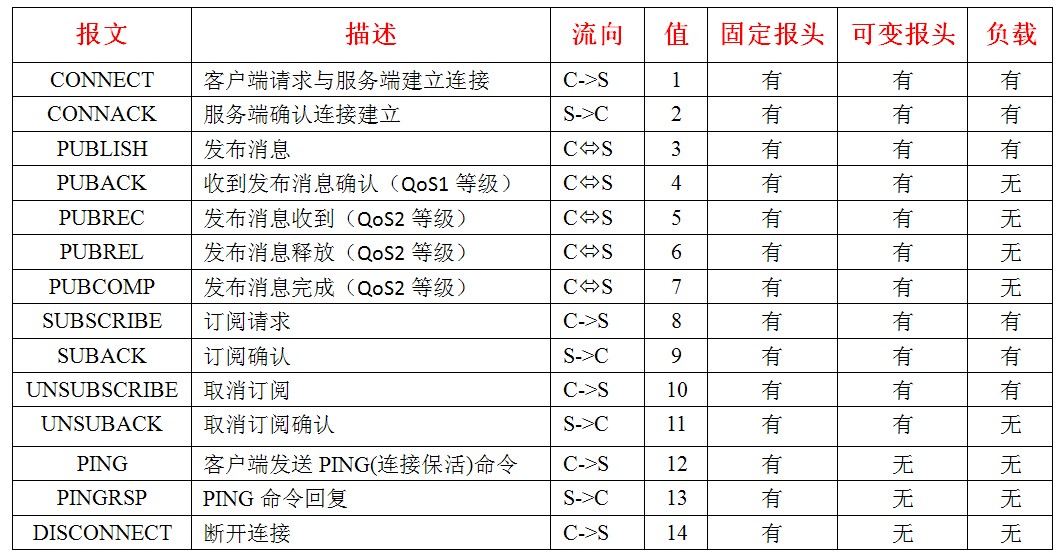 报文 描述 流向 值 固定报头 可变报头 负载
CONNECT 客户端请求与服务端建立连接 C->S 1 有 有 有
CONNACK 服务端确认连接建立 S->C 2 有 有 有
PUBLISH 发布消息 C⇔S 3 有 有 有
PUBACK 收到发布消息确认（QoS1 等级） C⇔S 4 有 有 无
PUBREC 发布消息收到（QoS2 等级） C⇔S 5 有 有 无
PUBREL 发布消息释放（QoS2 等级） C⇔S 6 有 有 无
PUBCOMP 发布消息完成（QoS2 等级） C⇔S 7 有 有 无
SUBSCRIBE 订阅请求 C->S 8 有 有 有
SUBACK 订阅确认 S->C 9 有 有 有
UNSUBSCRIBE 取消订阅 C->S 10 有 有 有
UNSUBACK 取消订阅确认 S->C 11 有 有 无
PING 客户端发送 PING(连接保活)命令 C->S 12 有 无 无
PINGRSP PING 命令回复 S->C 13 有 无 无
DISCONNECT 断开连接 C->S 14 有 无 无